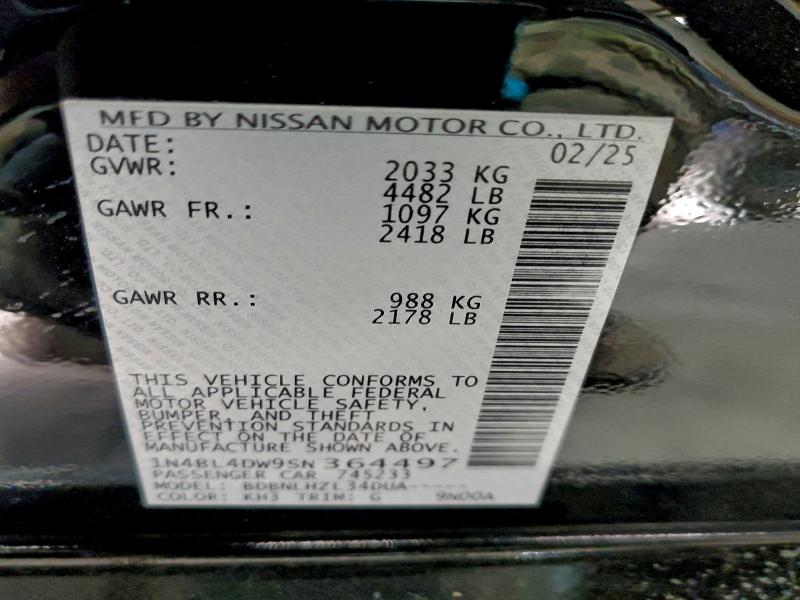 MFD BY NISSAN MOTOR CO., LTD.
DATE: 02/25
GVWR: 2033 KG
4482 LB
GAWR FR.: 1097 KG
2418 LB
GAWR RR.: 988 KG
2178 LB
THIS VEHICLE CONFORMS TO
ALL APPLICABLE FEDERAL
MOTOR VEHICLE SAFETY,
BUMPER, AND THEFT
PREVENTION STANDARDS IN
EFFECT ON THE DATE OF
MANUFACTURE SHOWN ABOVE.
1N4BL4DW9SN364497
PASSENGER CAR 745233
MODEL: BDBNLHZL34DUA-----
COLOR: KH3 TRIM: G 9N00A